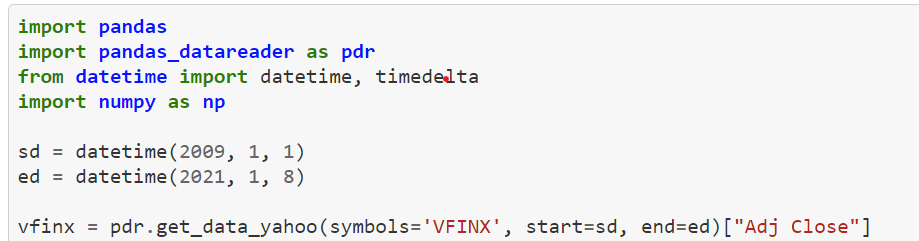 import pandas
import pandas_datareader as pdr
from datetime import datetime, timedelta
import numpy as np
sd = datetime(2009, 1, 1)
ed = datetime(2021, 1, 8)
vfinx = pdr.get_data_yahoo(symbols='VFINX', start=sd, end=ed)["Adj Close"]